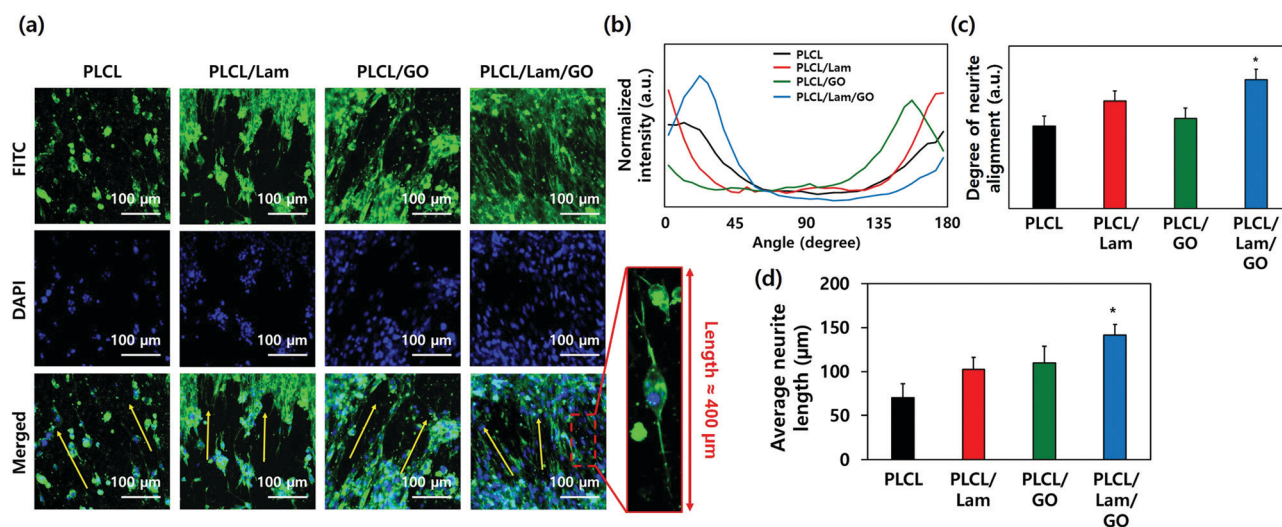 (a)
PLCL PLCL/Lam PLCL/GO PLCL/Lam/GO
FITC
100 μm 100 μm 100 μm 100 μm
DAPI
100 μm 100 μm 100 μm 100 μm
Merged
100 μm 100 μm 100 μm 100 μm
Length ≈ 400 μm
(b)
Normalized
intensity (a.u.)
PLCL
PLCL/Lam
PLCL/GO
PLCL/Lam/GO
0 45 90 135 180
Angle (degree)
(c)
Degree of neurite
alignment (a.u.)
*
PLCL PLCL/ PLCL/ PLCL/
Lam GO Lam/
GO
(d)
Average neurite
length (μm)
200
150
100
50
0
*
PLCL PLCL/ PLCL/ PLCL/
Lam GO Lam/
GO